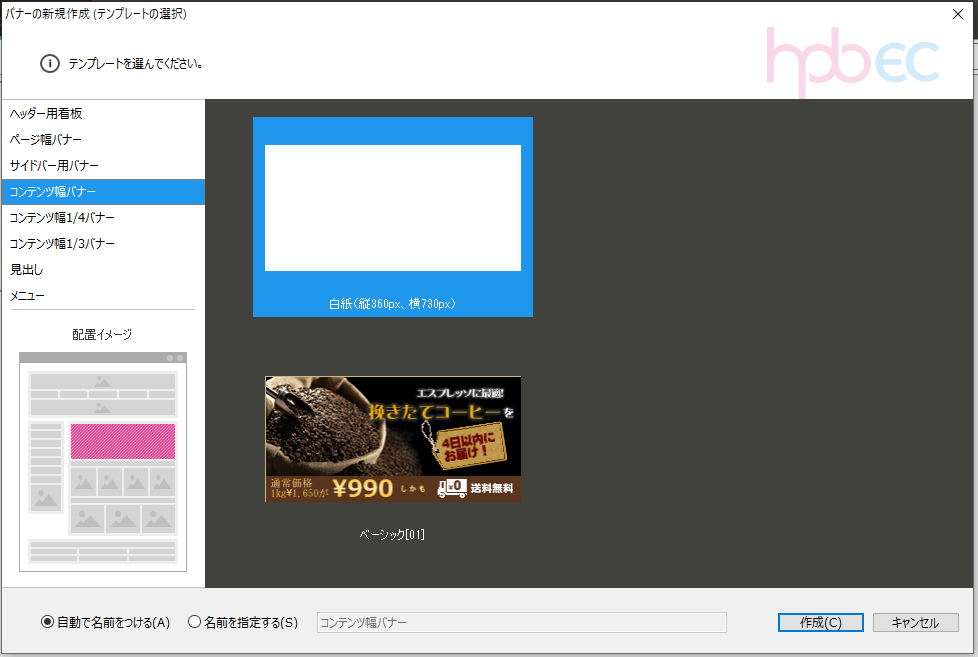 バナーの新規作成 (テンプレートの選択)
テンプレートを選んでください。
hpbEC
ヘッダー用看板
ページ幅バナー
サイドバー用バナー
コンテンツ幅バナー
コンテンツ幅1/4バナー
コンテンツ幅1/3バナー
見出し
メニュー
配置イメージ
白紙(縦360px、横730px)
エスプレッソに最適!
挽きたてコーヒーを
4日以内に
お届け!
通常価格
1kg¥1,650が
¥990
しかも
¥0
送料無料
ベーシック[01]
自動で名前をつける(A)
名前を指定する(S)
コンテンツ幅バナー
作成(C)
キャンセル